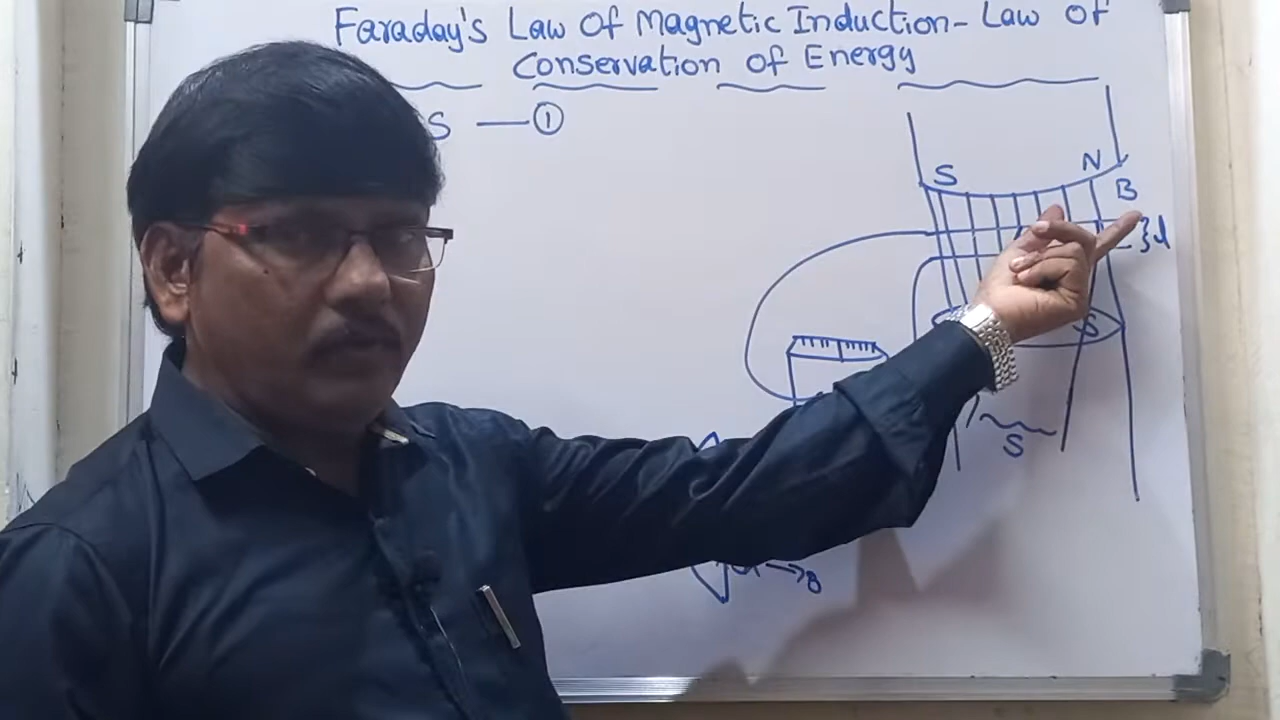 Faraday's Law Of Magnetic Induction - Law of
Conservation of Energy
S — ①
S N
B
l
S
S
→ B